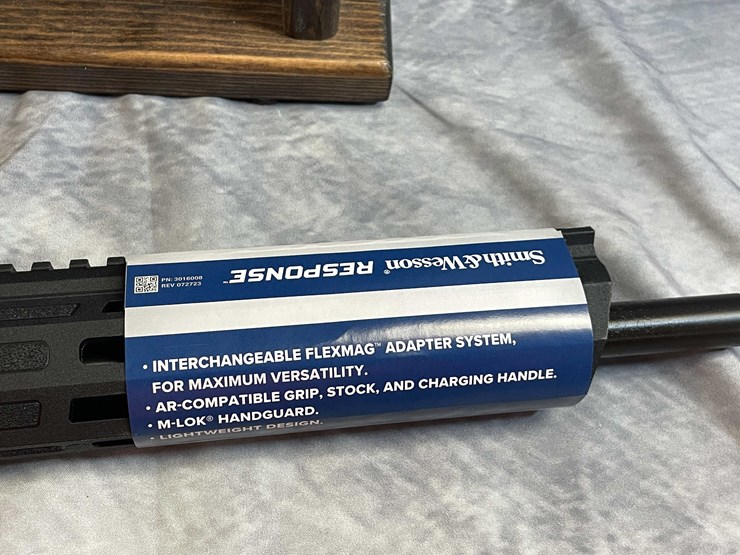 Smith&Wesson® RESPONSE™
PN: 3016008
REV 072723
• INTERCHANGEABLE FLEXMAG™ ADAPTER SYSTEM,
FOR MAXIMUM VERSATILITY.
• AR-COMPATIBLE GRIP, STOCK, AND CHARGING HANDLE.
• M-LOK® HANDGUARD.
• LIGHTWEIGHT DESIGN.